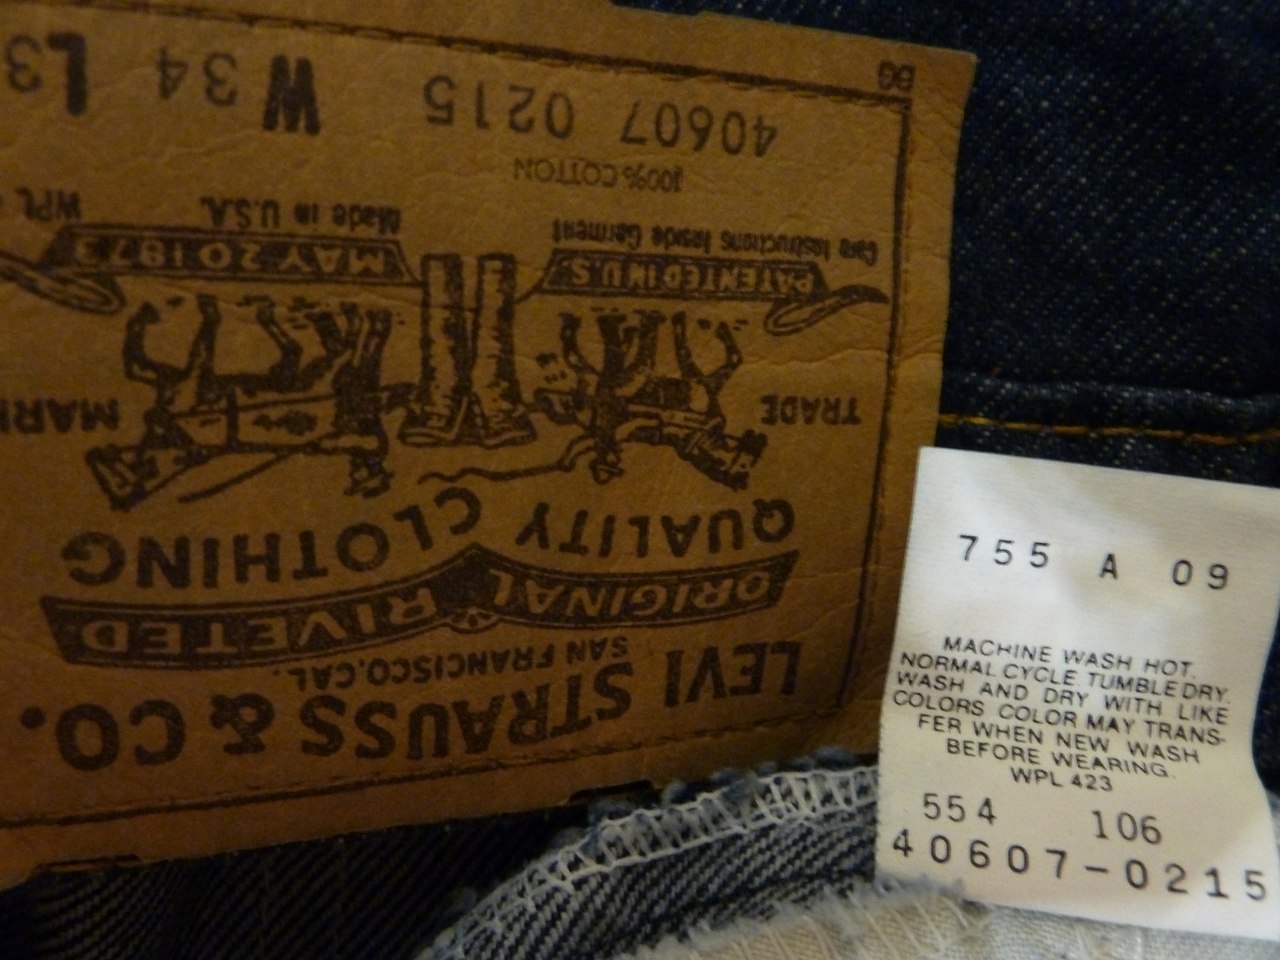 LEVI STRAUSS & CO.
SAN FRANCISCO, CAL.
ORIGINAL RIVETED
QUALITY CLOTHING
TRADE MARK
PATENTED IN U.S. MAY 20 1873
Care Instructions Inside Garment Made in U.S.A. WPL
100% COTTON
40607 0215 W 34 L 3
755 A 09
MACHINE WASH HOT.
NORMAL CYCLE TUMBLE DRY.
WASH AND DRY WITH LIKE
COLORS COLOR MAY TRANS-
FER WHEN NEW WASH
BEFORE WEARING.
WPL 423
554 106
40607-0215